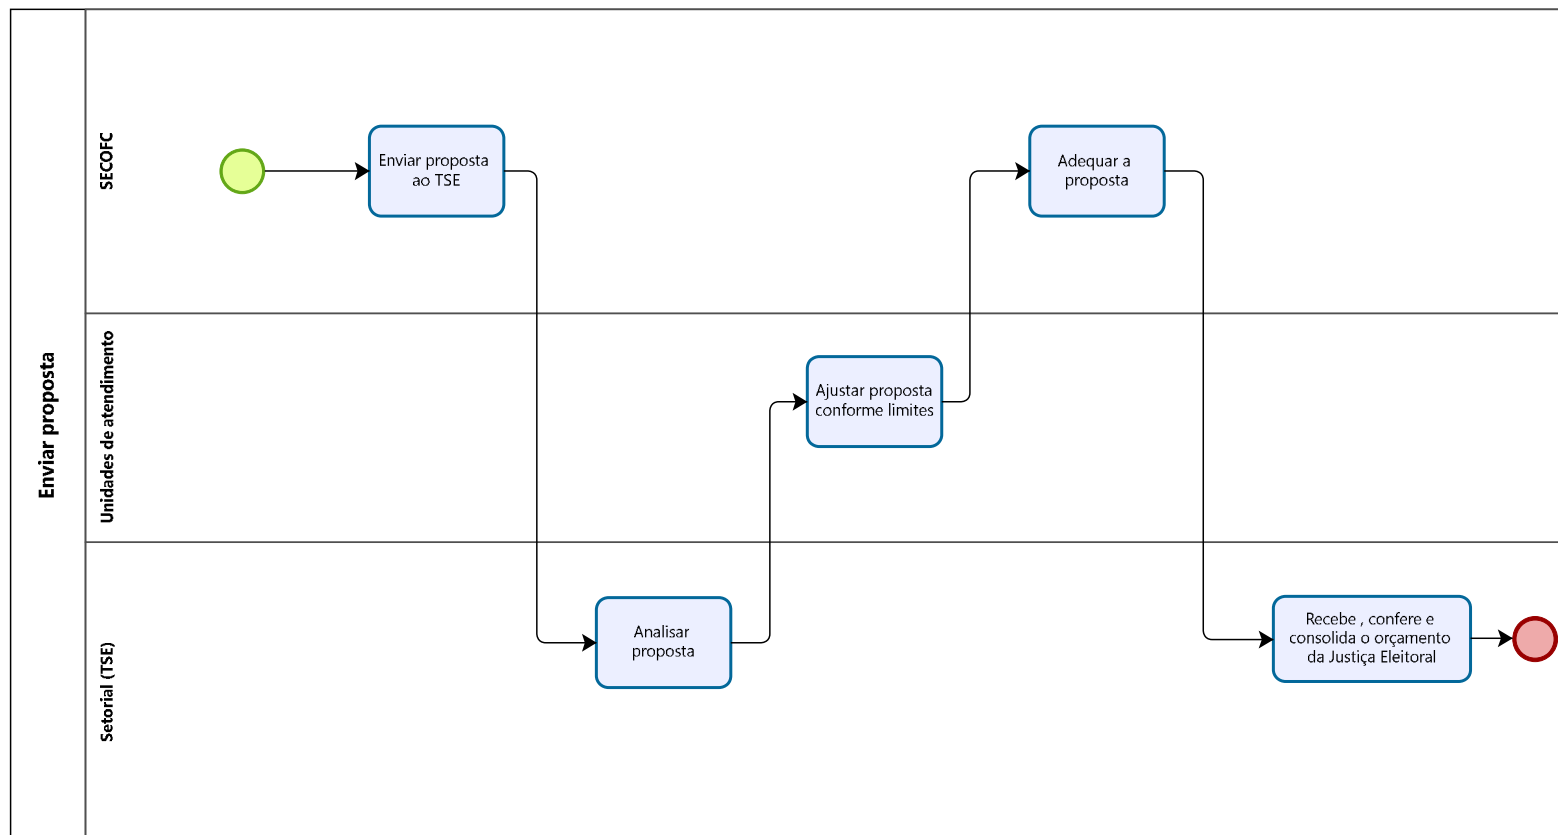 Enviar proposta
SECOFC
Enviar proposta
ao TSE
Adequar a
proposta
Unidades de atendimento
Ajustar proposta
conforme limites
Setorial (TSE)
Analisar
proposta
Recebe , confere e
consolida o orçamento
da Justiça Eleitoral